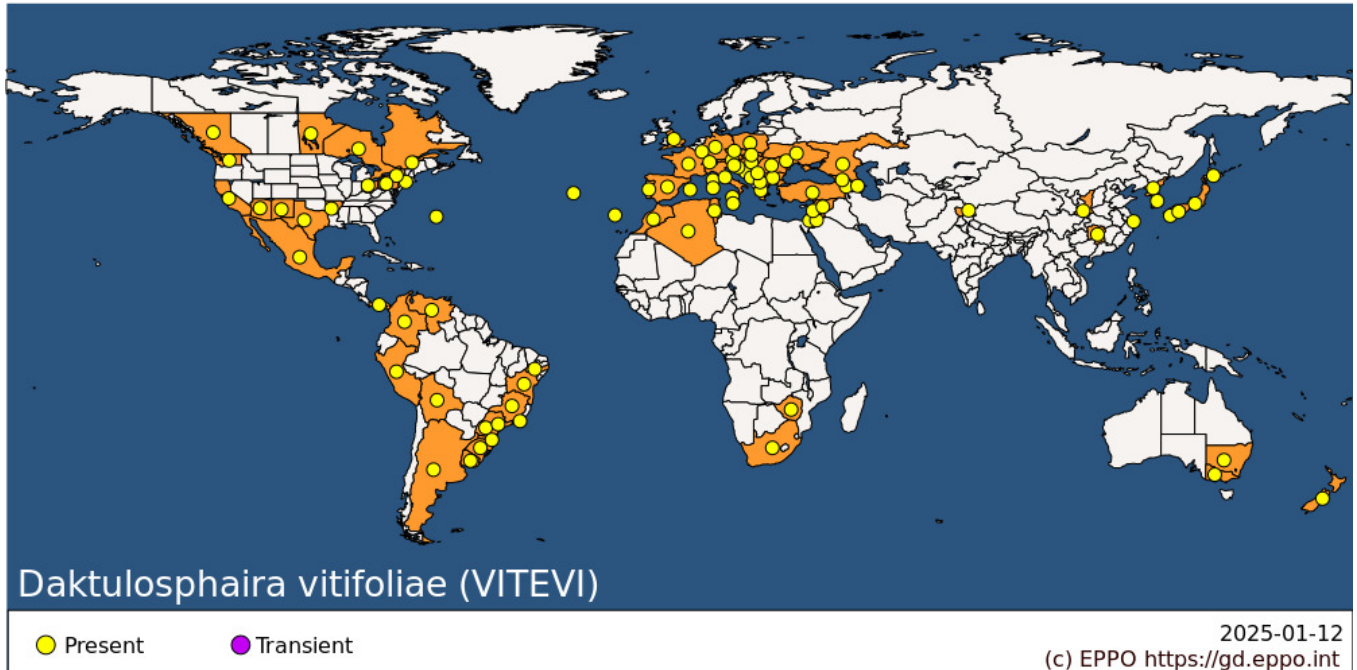 Daktulosphaira vitifoliae (VITEVI)
Present
Transient
2025-01-12
(c) EPPO https://gd.eppo.int